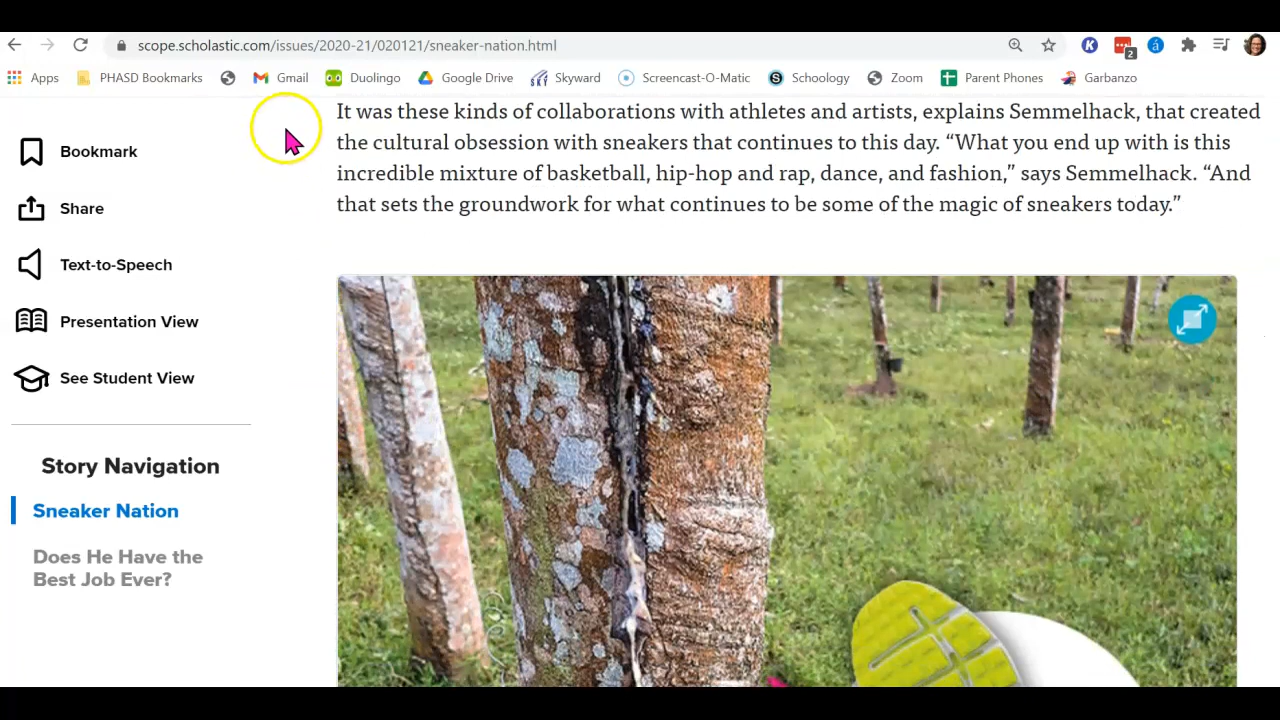 scope.scholastic.com/issues/2020-21/020121/sneaker-nation.html
K 2 á
Apps PHASD Bookmarks Gmail Duolingo Google Drive SKY Skyward Screencast-O-Matic S Schoology Zoom Parent Phones Garbanzo
It was these kinds of collaborations with athletes and artists, explains Semmelhack, that created
the cultural obsession with sneakers that continues to this day. “What you end up with is this
incredible mixture of basketball, hip-hop and rap, dance, and fashion,” says Semmelhack. “And
that sets the groundwork for what continues to be some of the magic of sneakers today.”
Bookmark
Share
Text-to-Speech
Presentation View
See Student View
Story Navigation
Sneaker Nation
Does He Have the
Best Job Ever?